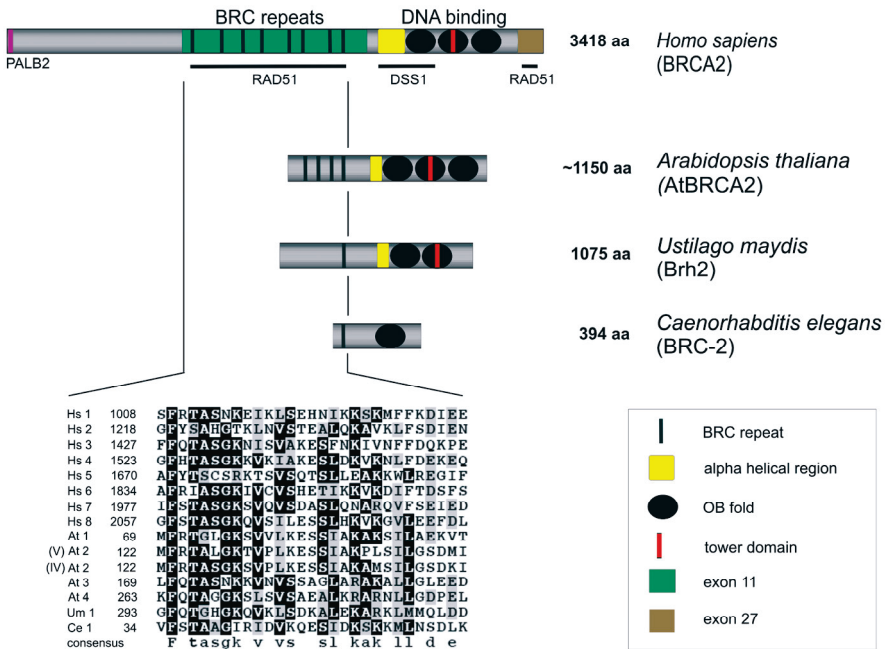 BRC repeats
DNA binding
3418 aa
Homo sapiens
(BRCA2)
PALB2
RAD51
DSS1
RAD51
~1150 aa
Arabidopsis thaliana
(AtBRCA2)
1075 aa
Ustilago maydis
(Brh2)
394 aa
Caenorhabditis elegans
(BRC-2)
Hs 1 1008 SFRTASNKEIKLSEHNIKKSKMFFKDIEE
Hs 2 1218 GFYSAHGTKLNVSTEALQKAVKLFSDIEN
Hs 3 1427 FFQTASGKNISVAKESFNKIVNFFDQKPE
Hs 4 1523 GFHTASGKKVKIAKESLDKVKNLFDEKEQ
Hs 5 1670 AFYTSCSRKTSVSQTSLLEAKKWLREGIF
Hs 6 1834 AFRIASGKIVCVSHETIKKVKDIFTDSFS
Hs 7 1977 IFSTASGKSVQVSDASLQNARQVFSEIED
Hs 8 2057 GFSTASGKQVSILESSLHKVKGVLEEFDL
At 1 69 MFRTGLGKSVVLKESSIAKAKSILAEKVT
(V) At 2 122 MFRTALGKTVPLKESSIAKPLSILGSDMI
(IV) At 2 122 MFRTASGKSVPLKESSIAKAMSILGSDKI
At 3 169 LFQTASNKKVNVSSAGLARAKALLGLEED
At 4 263 KFQTAGGKSLSVSAEALKRARNLLGDPEL
Um 1 293 GFQTGHGKQVKLSDKALEKARKLMMQLDD
Ce 1 34 VFSTAAGIRIDVKQESIDKSKKMLNSDLK
consensus F tasgk v vs sl kak ll d e
BRC repeat
alpha helical region
OB fold
tower domain
exon 11
exon 27